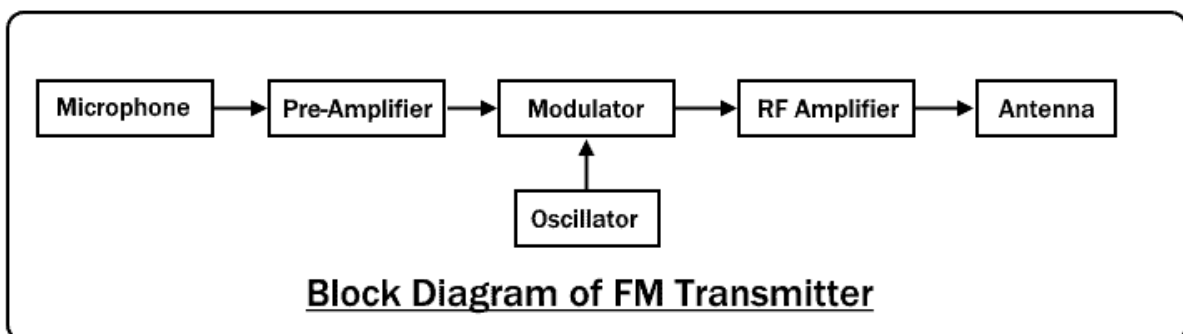 Microphone
Pre-Amplifier
Modulator
RF Amplifier
Antenna
Oscillator
Block Diagram of FM Transmitter